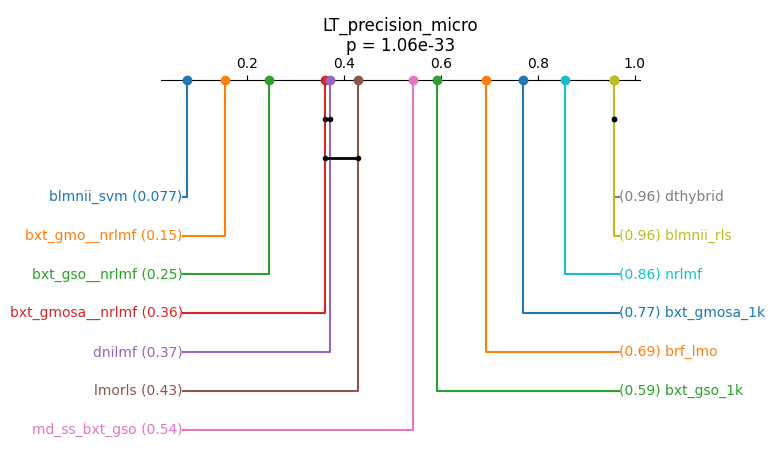 LT_precision_micro
p = 1.06e-33
0.2 0.4 0.6 0.8 1.0
blmnii_svm (0.077)
(0.96) dthybrid
bxt_gmo__nrlmf (0.15)
(0.96) blmnii_rls
bxt_gso__nrlmf (0.25)
(0.86) nrlmf
bxt_gmosa__nrlmf (0.36)
(0.77) bxt_gmosa_1k
dnilmf (0.37)
(0.69) brf_lmo
lmorls (0.43)
(0.59) bxt_gso_1k
md_ss_bxt_gso (0.54)